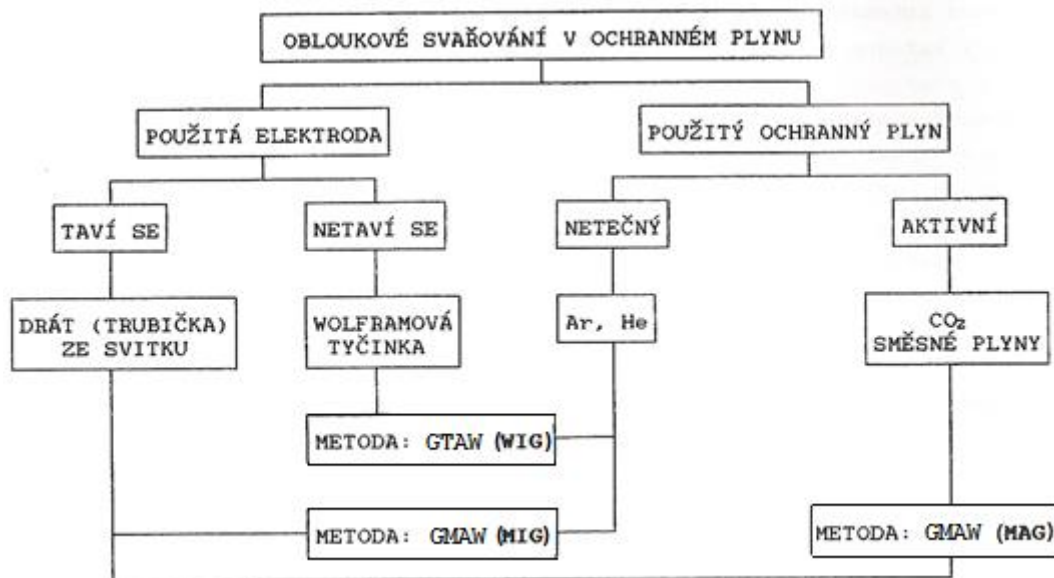 OBLOUKOVÉ SVAŘOVÁNÍ V OCHRANNÉM PLYNU
POUŽITÁ ELEKTRODA
POUŽITÝ OCHRANNÝ PLYN
TAVÍ SE
NETAVÍ SE
NETEČNÝ
AKTIVNÍ
DRÁT (TRUBIČKA)
ZE SVITKU
WOLFRAMOVÁ
TYČINKA
Ar, He
CO₂
SMĚSNÉ PLYNY
METODA: GTAW (WIG)
METODA: GMAW (MIG)
METODA: GMAW (MAG)